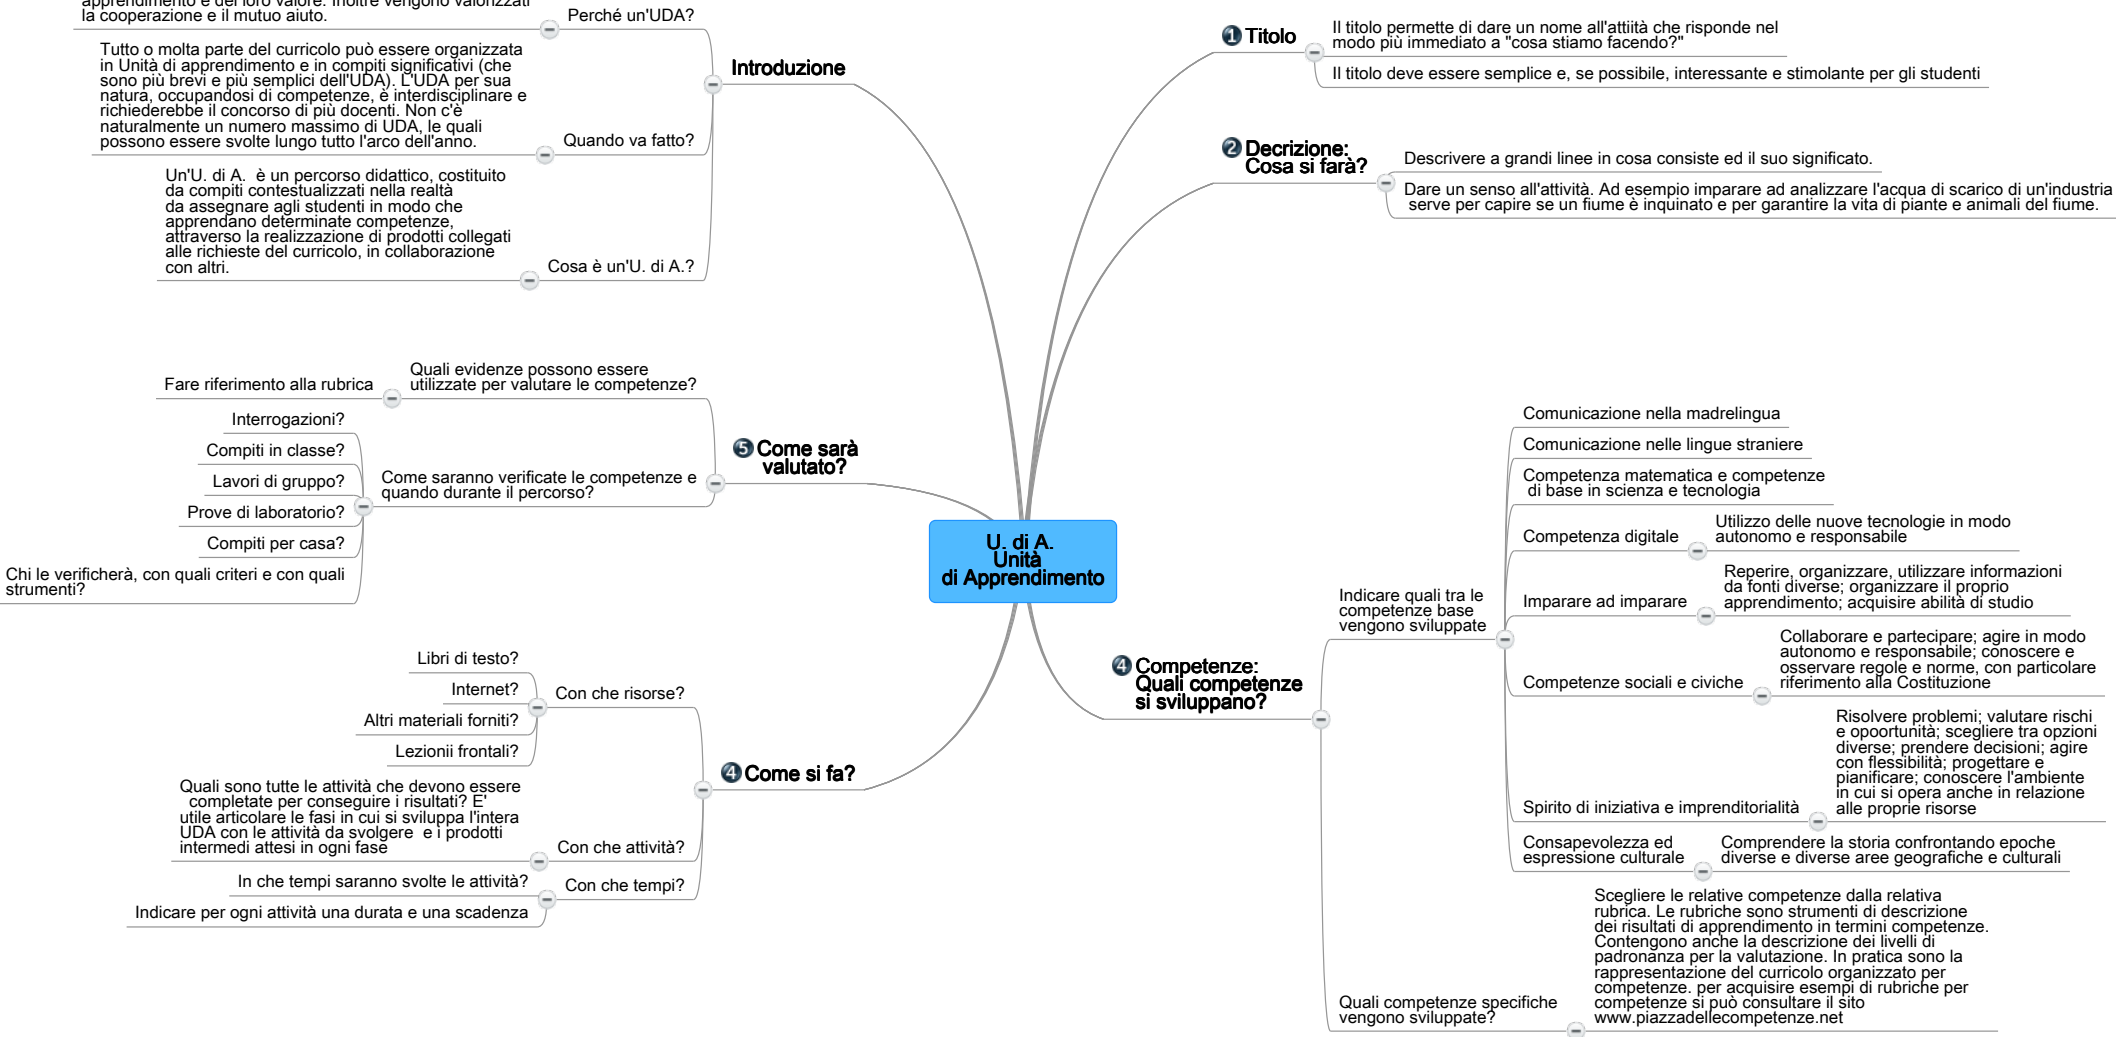 apprendimento e del loro valore. Inoltre vengono valorizzati
la cooperazione e il mutuo aiuto.
Perché un'UDA?
Tutto o molta parte del curricolo può essere organizzata
in Unità di apprendimento e in compiti significativi (che
sono più brevi e più semplici dell'UDA). L'UDA per sua
natura, occupandosi di competenze, è interdisciplinare e
richiederebbe il concorso di più docenti. Non c'è
naturalmente un numero massimo di UDA, le quali
possono essere svolte lungo tutto l'arco dell'anno.
Quando va fatto?
Un'U. di A.  è un percorso didattico, costituito
da compiti contestualizzati nella realtà
da assegnare agli studenti in modo che
apprendano determinate competenze,
attraverso la realizzazione di prodotti collegati
alle richieste del curricolo, in collaborazione
con altri.
Cosa è un'U. di A.?
Introduzione
1 Titolo
Il titolo permette di dare un nome all'attiità che risponde nel
modo più immediato a "cosa stiamo facendo?"
Il titolo deve essere semplice e, se possibile, interessante e stimolante per gli studenti
2 Decrizione:
Cosa si farà?
Descrivere a grandi linee in cosa consiste ed il suo significato.
Dare un senso all'attività. Ad esempio imparare ad analizzare l'acqua di scarico di un'industria
serve per capire se un fiume è inquinato e per garantire la vita di piante e animali del fiume.
Fare riferimento alla rubrica
Quali evidenze possono essere
utilizzate per valutare le competenze?
Interrogazioni?
Compiti in classe?
Lavori di gruppo?
Prove di laboratorio?
Compiti per casa?
Chi le verificherà, con quali criteri e con quali
strumenti?
Come saranno verificate le competenze e
quando durante il percorso?
5 Come sarà
valutato?
U. di A.
Unità
di Apprendimento
Libri di testo?
Internet?
Altri materiali forniti?
Lezionii frontali?
Con che risorse?
Quali sono tutte le attività che devono essere
completate per conseguire i risultati? E'
utile articolare le fasi in cui si sviluppa l'intera
UDA con le attività da svolgere  e i prodotti
intermedi attesi in ogni fase
Con che attività?
In che tempi saranno svolte le attività?
Indicare per ogni attività una durata e una scadenza
Con che tempi?
4 Come si fa?
4 Competenze:
Quali competenze
si sviluppano?
Indicare quali tra le
competenze base
vengono sviluppate
Comunicazione nella madrelingua
Comunicazione nelle lingue straniere
Competenza matematica e competenze
di base in scienza e tecnologia
Competenza digitale
Utilizzo delle nuove tecnologie in modo
autonomo e responsabile
Imparare ad imparare
Reperire, organizzare, utilizzare informazioni
da fonti diverse; organizzare il proprio
apprendimento; acquisire abilità di studio
Competenze sociali e civiche
Collaborare e partecipare; agire in modo
autonomo e responsabile; conoscere e
osservare regole e norme, con particolare
riferimento alla Costituzione
Spirito di iniziativa e imprenditorialità
Risolvere problemi; valutare rischi
e opoortunità; scegliere tra opzioni
diverse; prendere decisioni; agire
con flessibilità; progettare e
pianificare; conoscere l'ambiente
in cui si opera anche in relazione
alle proprie risorse
Consapevolezza ed
espressione culturale
Comprendere la storia confrontando epoche
diverse e diverse aree geografiche e culturali
Quali competenze specifiche
vengono sviluppate?
Scegliere le relative competenze dalla relativa
rubrica. Le rubriche sono strumenti di descrizione
dei risultati di apprendimento in termini competenze.
Contengono anche la descrizione dei livelli di
padronanza per la valutazione. In pratica sono la
rappresentazione del curricolo organizzato per
competenze. per acquisire esempi di rubriche per
competenze si può consultare il sito
www.piazzadellecompetenze.net